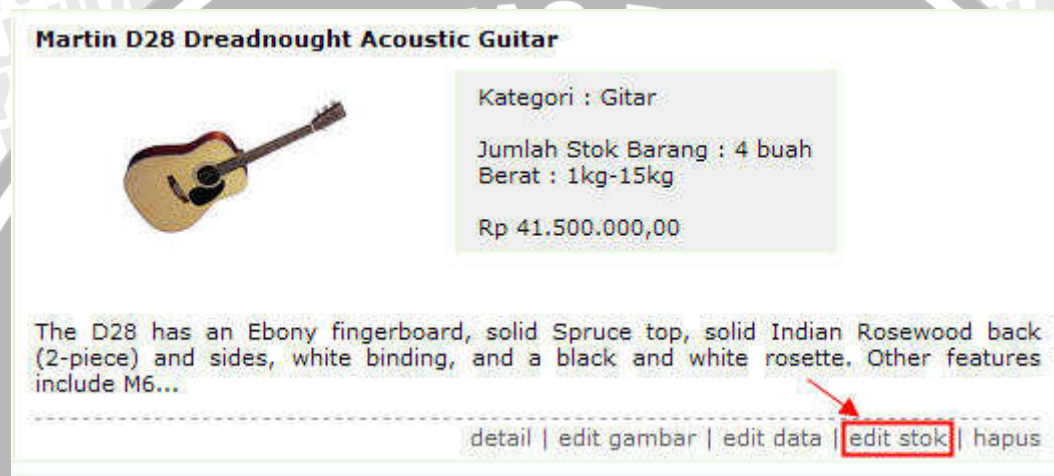 Martin D28 Dreadnought Acoustic Guitar
Kategori : Gitar
Jumlah Stok Barang : 4 buah
Berat : 1kg-15kg
Rp 41.500.000,00
The D28 has an Ebony fingerboard, solid Spruce top, solid Indian Rosewood back
(2-piece) and sides, white binding, and a black and white rosette. Other features
include M6...
detail | edit gambar | edit data | edit stok | hapus